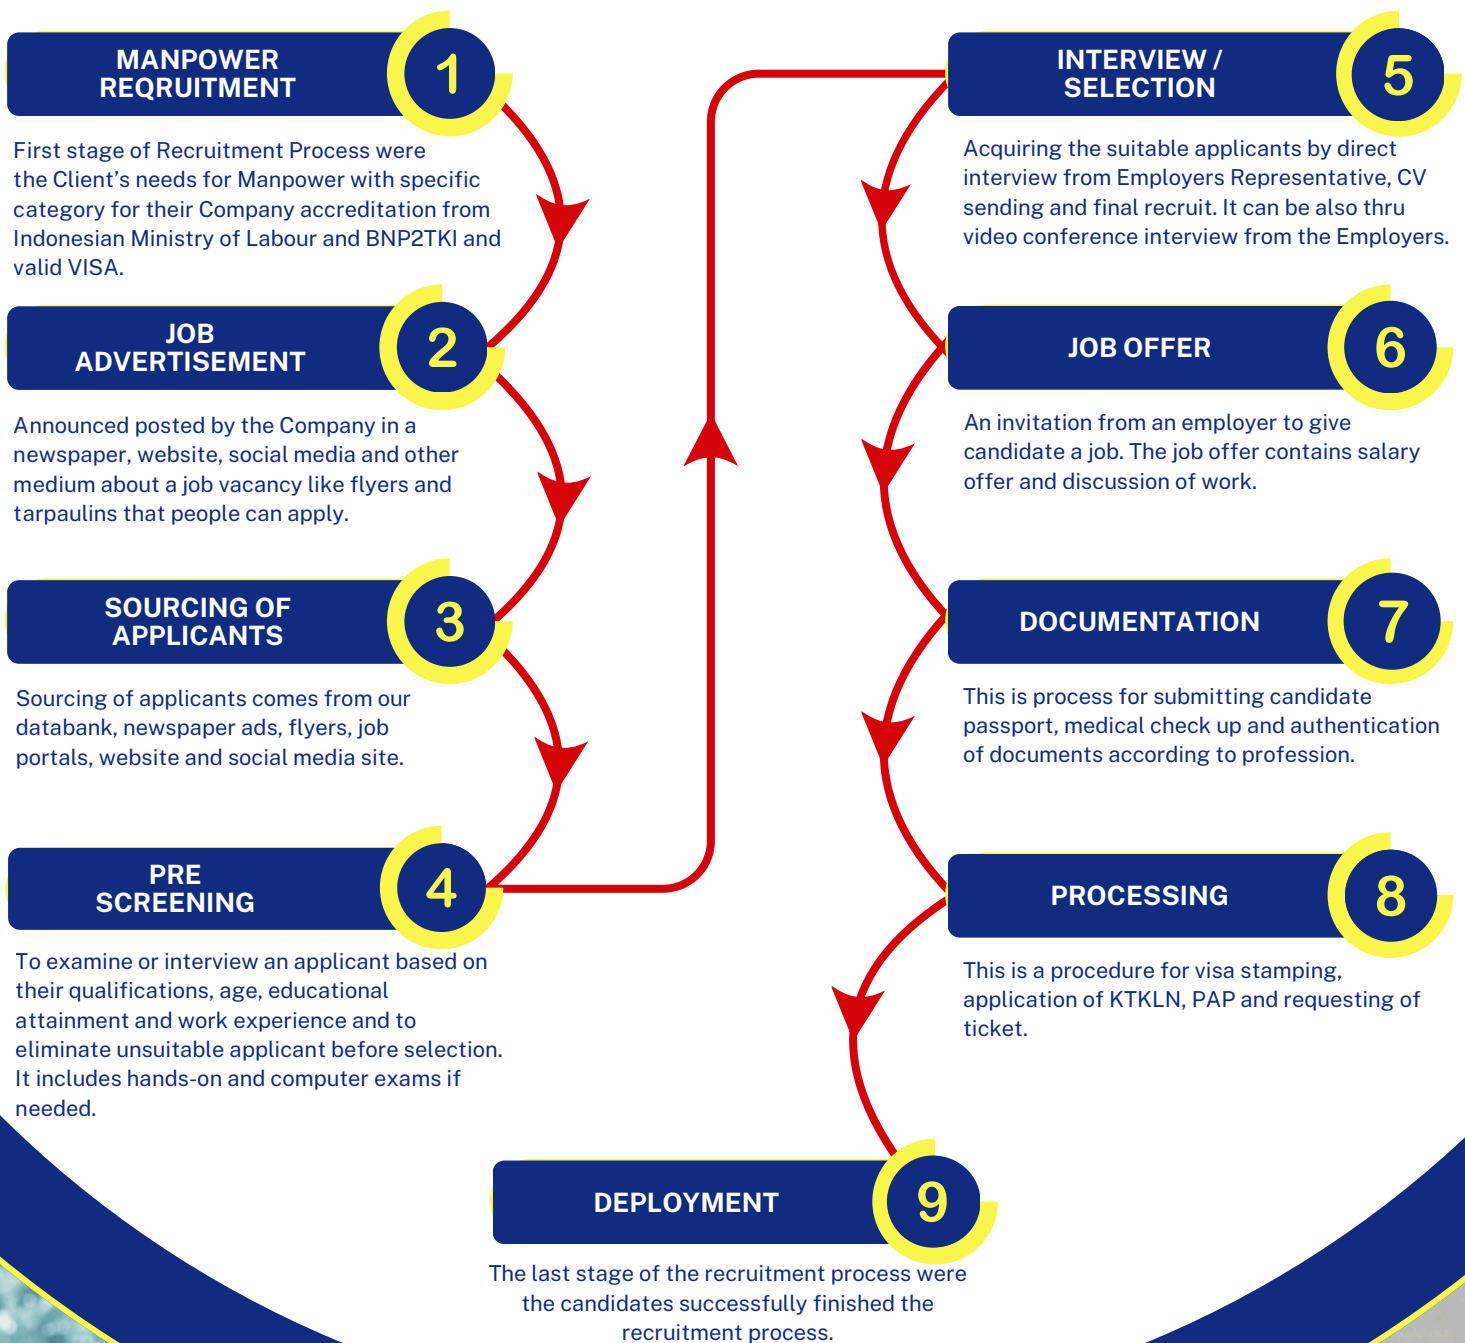 MANPOWER
REQRUITMENT
1
First stage of Recruitment Process were
the Client's needs for Manpower with specific
category for their Company accreditation from
Indonesian Ministry of Labour and BNP2TKI and
valid VISA.
JOB
ADVERTISEMENT
2
Announced posted by the Company in a
newspaper, website, social media and other
medium about a job vacancy like flyers and
tarpaulins that people can apply.
SOURCING OF
APPLICANTS
3
Sourcing of applicants comes from our
databank, newspaper ads, flyers, job
portals, website and social media site.
PRE
SCREENING
4
To examine or interview an applicant based on
their qualifications, age, educational
attainment and work experience and to
eliminate unsuitable applicant before selection.
It includes hands-on and computer exams if
needed.
INTERVIEW /
SELECTION
5
Acquiring the suitable applicants by direct
interview from Employers Representative, CV
sending and final recruit. It can be also thru
video conference interview from the Employers.
JOB OFFER
6
An invitation from an employer to give
candidate a job. The job offer contains salary
offer and discussion of work.
DOCUMENTATION
7
This is process for submitting candidate
passport, medical check up and authentication
of documents according to profession.
PROCESSING
8
This is a procedure for visa stamping,
application of KTKLN, PAP and requesting of
ticket.
DEPLOYMENT
9
The last stage of the recruitment process were
the candidates successfully finished the
recruitment process.